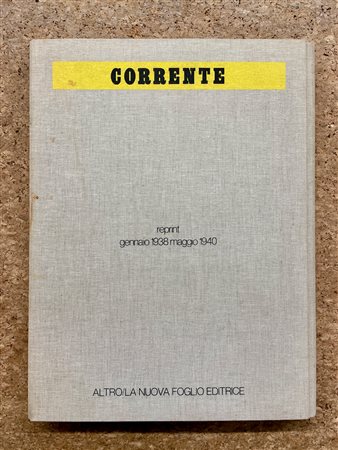 CORRENTE
reprint
gennaio 1938 maggio 1940
ALTRO/LA NUOVA FOGLIO EDITRICE